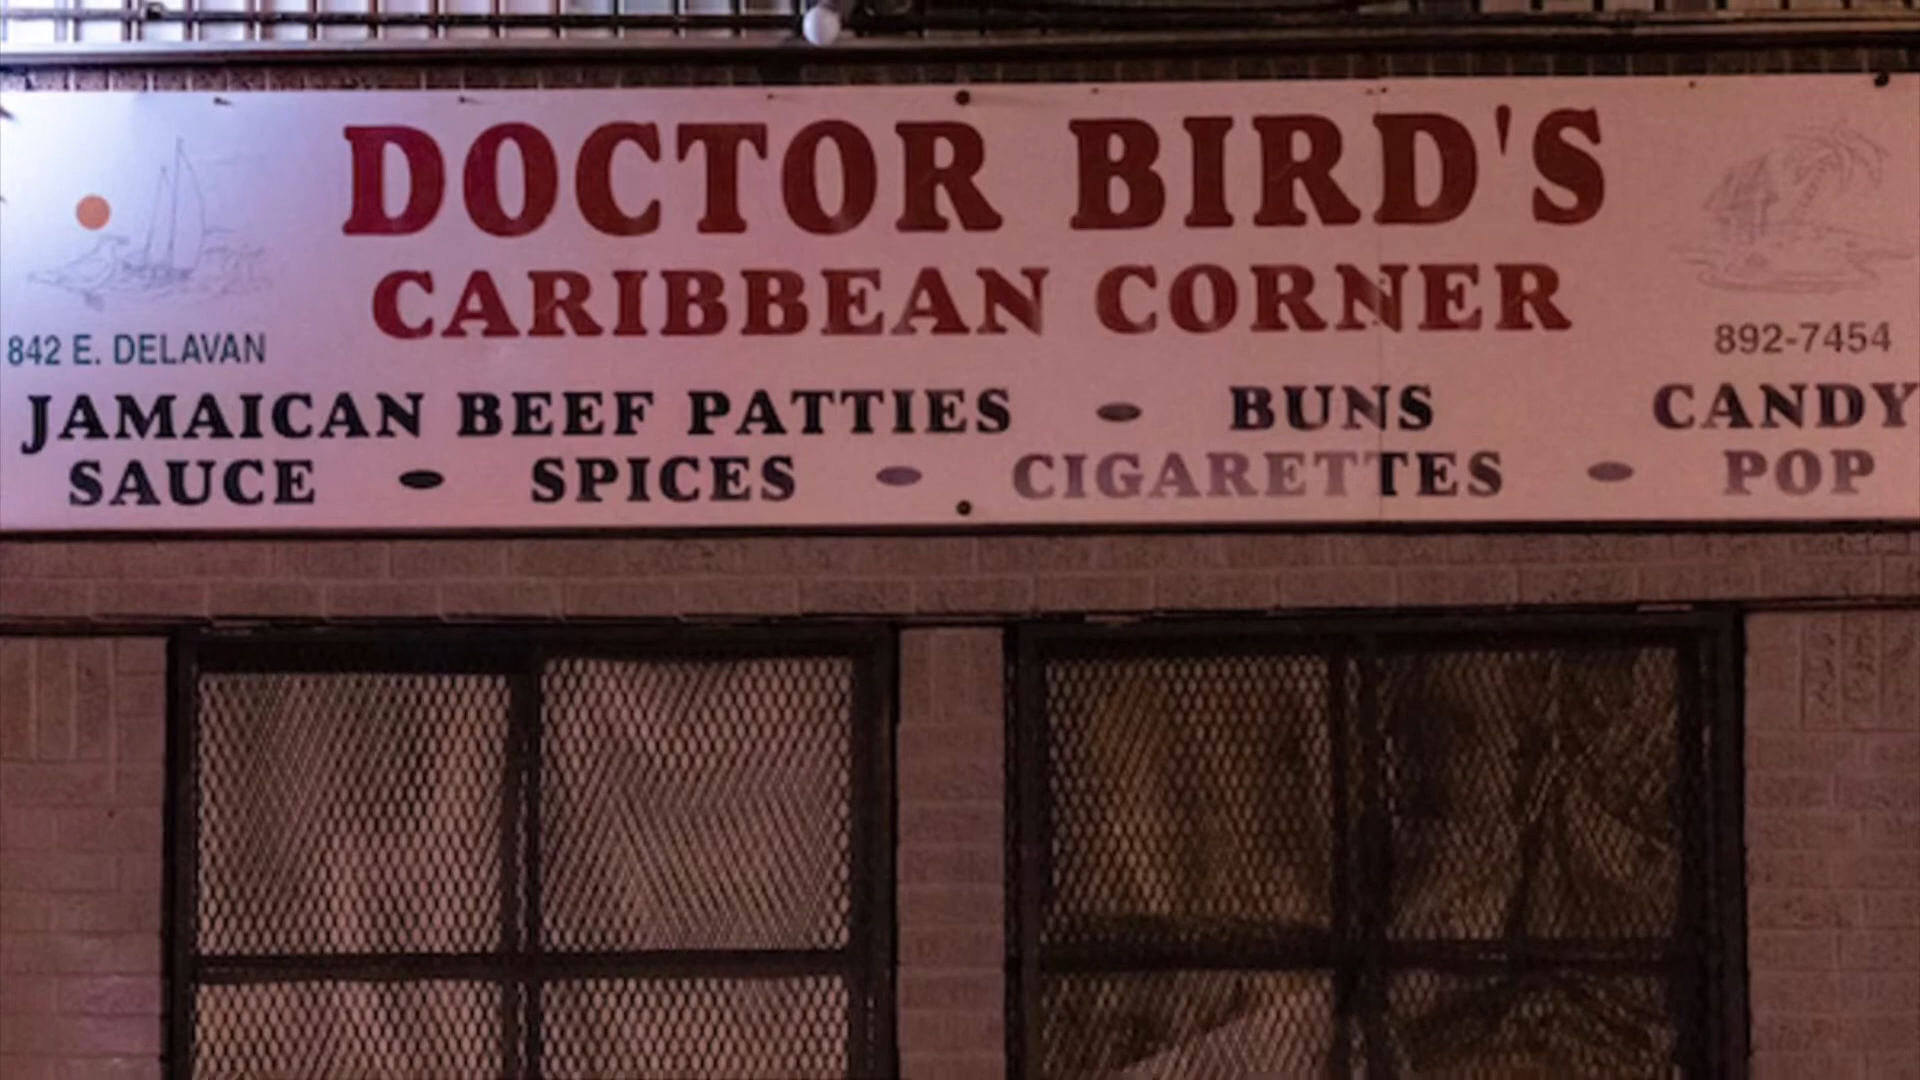 DOCTOR BIRD'S
CARIBBEAN CORNER
842 E. DELAVAN
892-7454
JAMAICAN BEEF PATTIES • BUNS CANDY
SAUCE • SPICES • CIGARETTES • POP